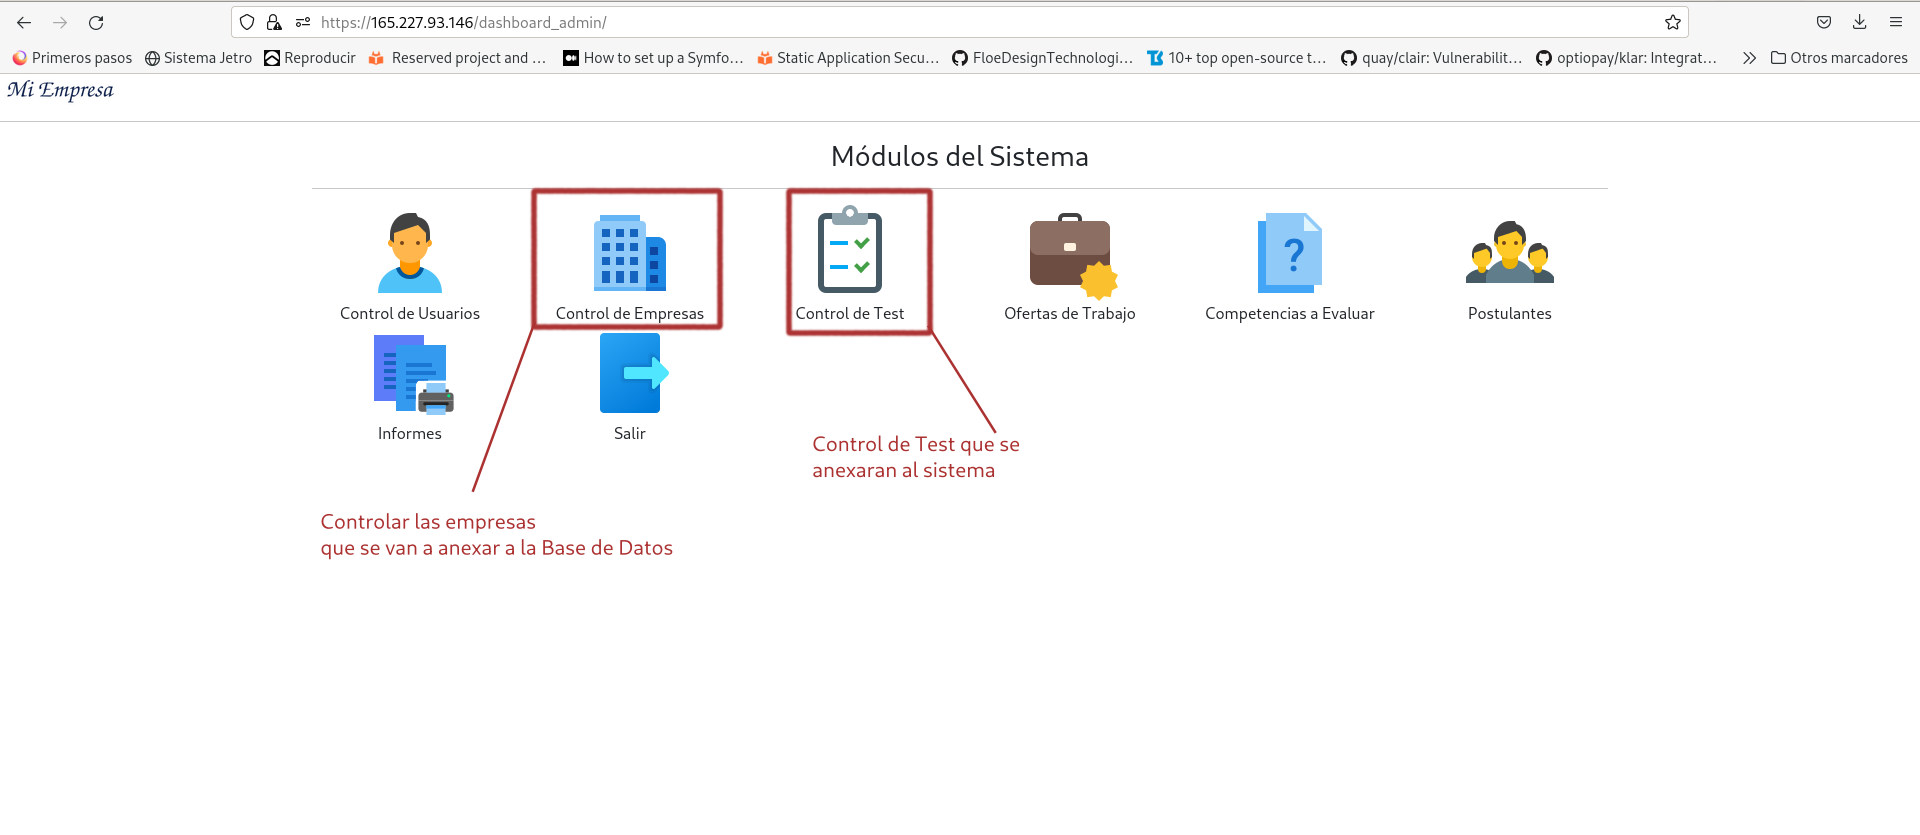 https://165.227.93.146/dashboard_admin/
Primeros pasos Sistema Jetro Reproducir Reserved project and … How to set up a Symfo… Static Application Secu… FloeDesignTechnologi… 10+ top open-source t… quay/clair: Vulnerabilit… optiopay/klar: Integrat… Otros marcadores
Mi Empresa
Módulos del Sistema
Control de Usuarios Control de Empresas Control de Test Ofertas de Trabajo Competencias a Evaluar Postulantes
Informes Salir
Control de Test que se
anexaran al sistema
Controlar las empresas
que se van a anexar a la Base de Datos